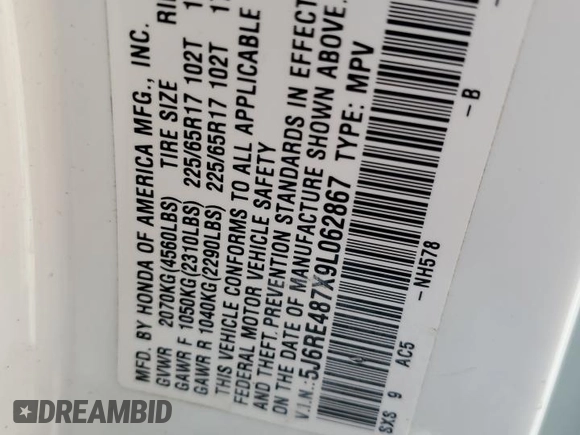 MFD. BY HONDA OF AMERICA MFG., INC.
GVWR 2070KG(4560LBS) TIRE SIZE
GAWR F 1050KG(2310LBS) 225/65R17 102T
GAWR R 1040KG(2290LBS) 225/65R17 102T
THIS VEHICLE CONFORMS TO ALL APPLICABLE
FEDERAL MOTOR VEHICLE SAFETY
AND THEFT PREVENTION STANDARDS IN EFFECT
ON THE DATE OF MANUFACTURE SHOWN ABOVE.
V.I.N.:5J6RE487X9L062867 TYPE: MPV
SXS 9 AC5 -NH578 -B
DREAMBID